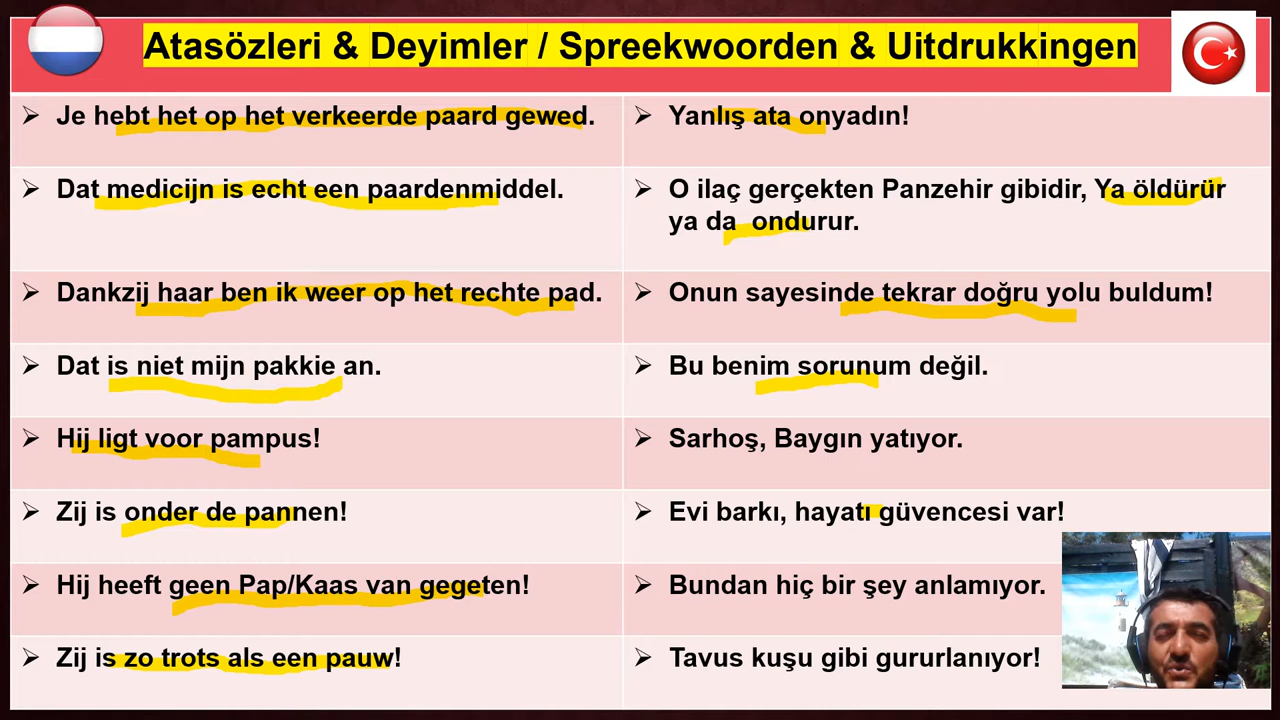 Atasözleri & Deyimler / Spreekwoorden & Uitdrukkingen
Je hebt het op het verkeerde paard gewed.
Yanlış ata onyadın!
Dat medicijn is echt een paardenmiddel.
O ilaç gerçekten Panzehir gibidir, Ya öldürür
ya da ondurur.
Dankzij haar ben ik weer op het rechte pad.
Onun sayesinde tekrar doğru yolu buldum!
Dat is niet mijn pakkie an.
Bu benim sorunum değil.
Hij ligt voor pampus!
Sarhoş, Baygın yatıyor.
Zij is onder de pannen!
Evi barkı, hayatı güvencesi var!
Hij heeft geen Pap/Kaas van gegeten!
Bundan hiç bir şey anlamıyor.
Zij is zo trots als een pauw!
Tavus kuşu gibi gururlanıyor!